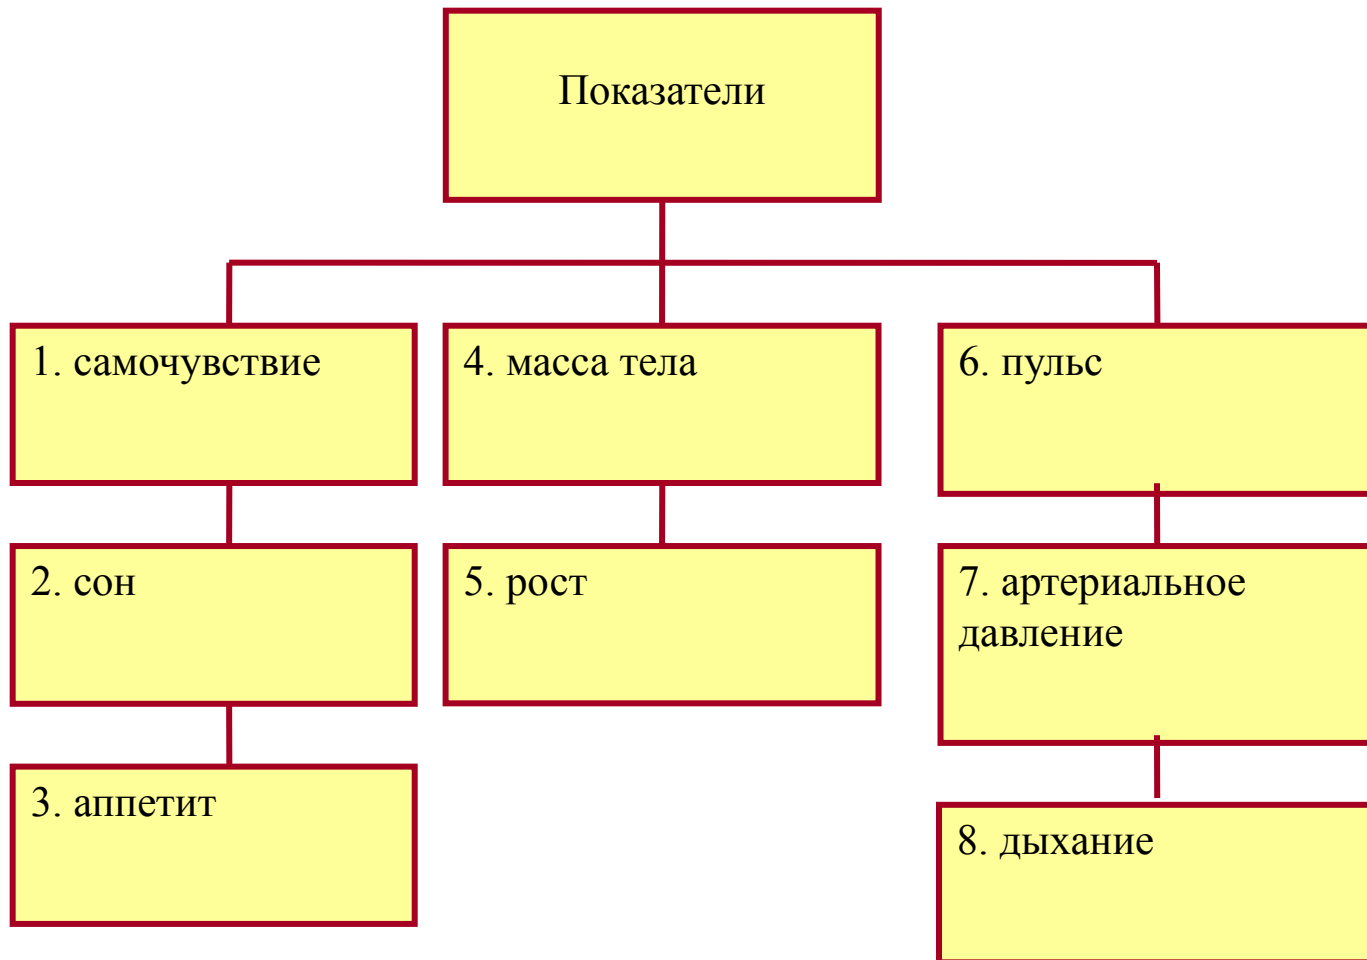 Показатели
1. самочувствие
2. сон
3. аппетит
4. масса тела
5. рост
6. пульс
7. артериальное
давление
8. дыхание